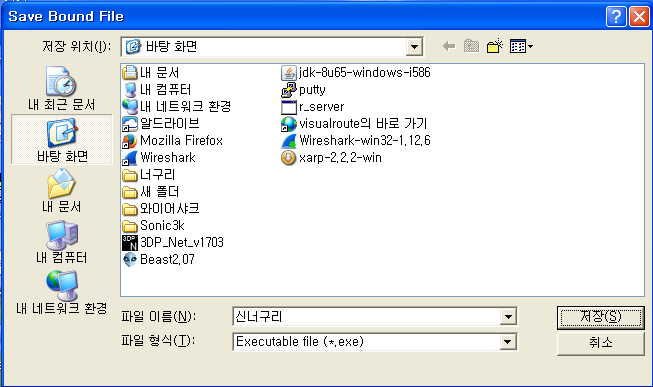 Save Bound File
저장 위치(I):
바탕 화면
내 최근 문서
바탕 화면
내 문서
내 컴퓨터
내 네트워크 환경
내 문서
내 컴퓨터
내 네트워크 환경
알드라이브
Mozilla Firefox
Wireshark
너구리
새 폴더
와이어샤크
Sonic3k
3DP_Net_v1703
Beast2.07
jdk-8u65-windows-i586
putty
r_server
visualroute의 바로 가기
Wireshark-win32-1.12.6
xarp-2.2.2-win
파일 이름(N):
신너구리
저장(S)
파일 형식(T):
Executable file (*.exe)
취소